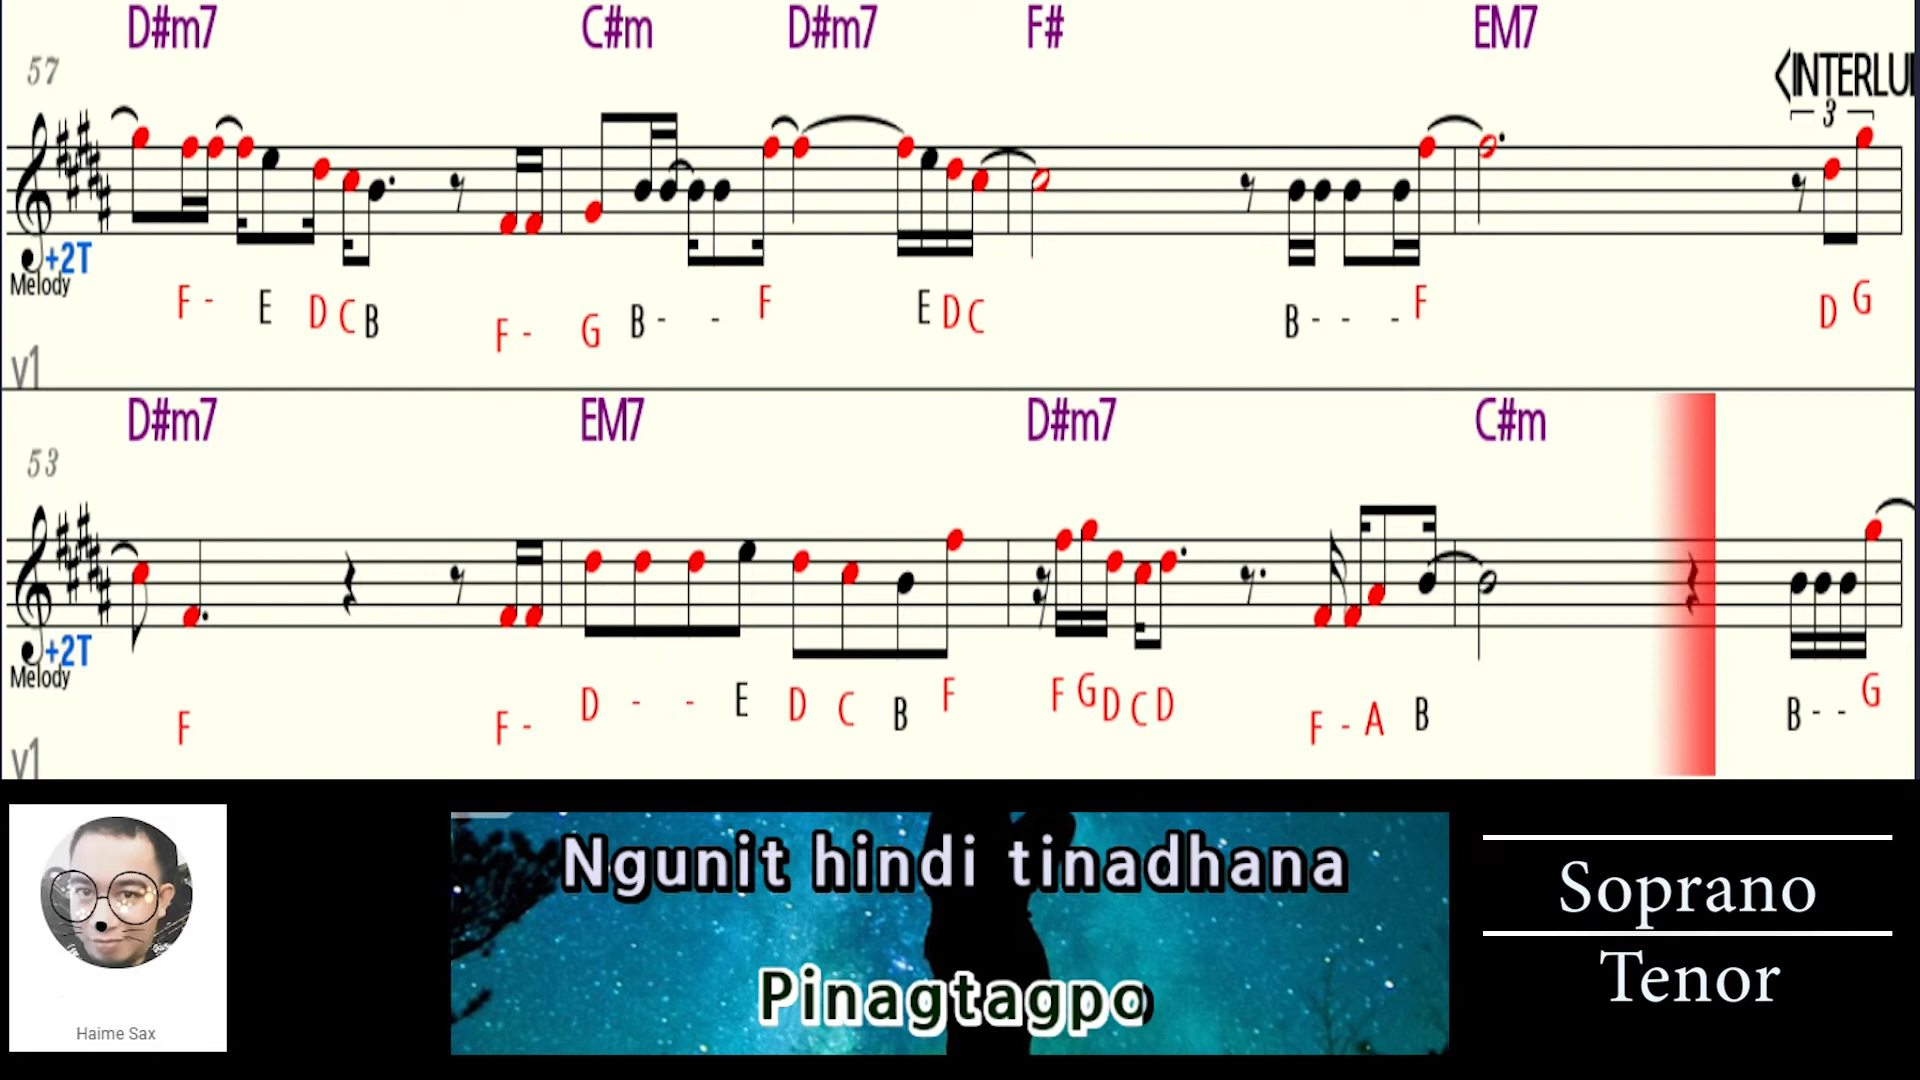 D#m7 C#m D#m7 F# EM7
57
3
+2T
Melody
F - E D C B F - G B - - F E D C B - - - F D G
v1
D#m7 EM7 D#m7 C#m
53
+2T
Melody
F F - D - - E D C B F F G D C D F - A B B - - G
v1
Ngunit hindi tinadhana
Pinagtagpo
Haime Sax
Soprano
Tenor